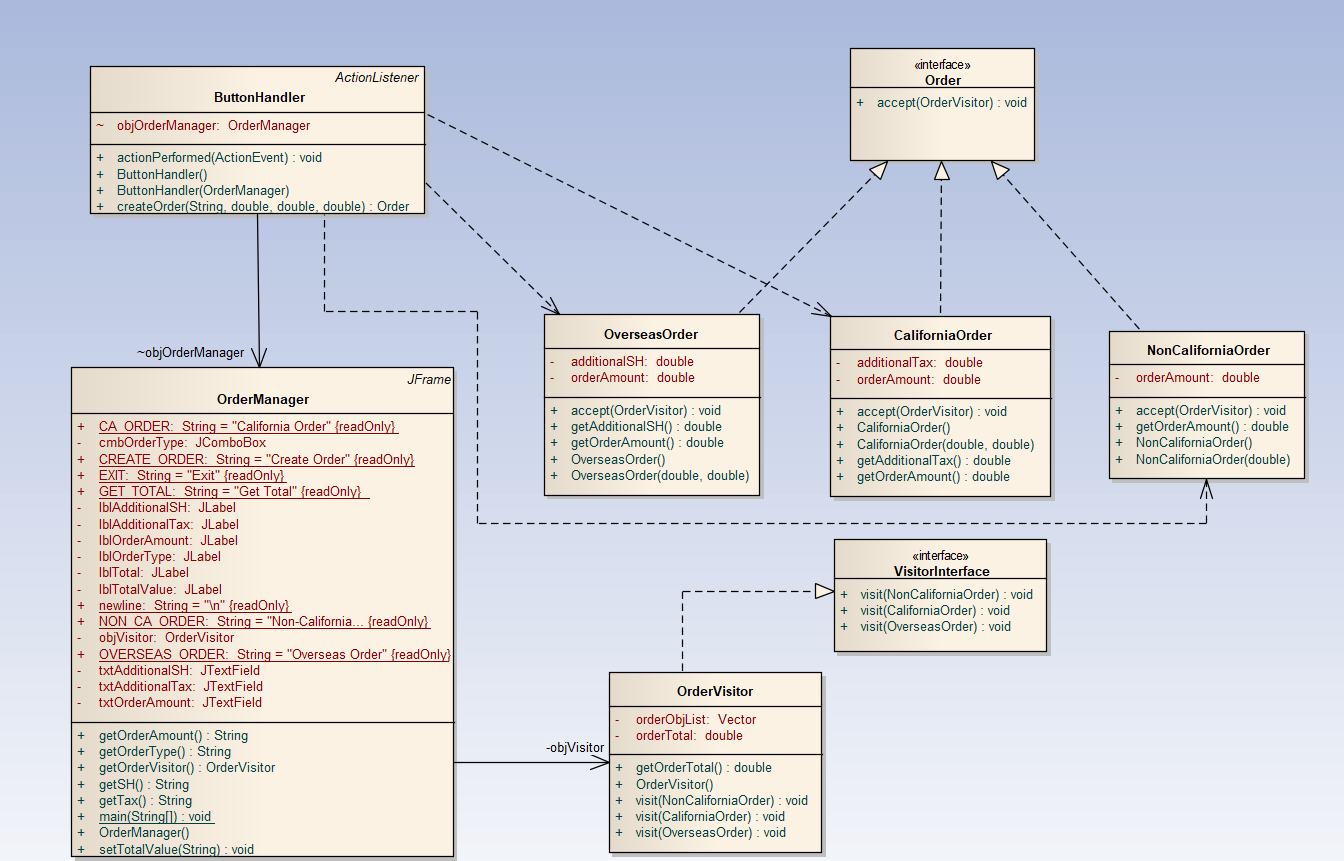 ActionListener
ButtonHandler
~ objOrderManager: OrderManager
+ actionPerformed(ActionEvent) : void
+ ButtonHandler()
+ ButtonHandler(OrderManager)
+ createOrder(String, double, double, double) : Order
«interface»
Order
+ accept(OrderVisitor) : void
~objOrderManager
OverseasOrder
- additionalSH: double
- orderAmount: double
+ accept(OrderVisitor) : void
+ getAdditionalSH() : double
+ getOrderAmount() : double
+ OverseasOrder()
+ OverseasOrder(double, double)
CaliforniaOrder
- additionalTax: double
- orderAmount: double
+ accept(OrderVisitor) : void
+ CaliforniaOrder()
+ CaliforniaOrder(double, double)
+ getAdditionalTax() : double
+ getOrderAmount() : double
NonCaliforniaOrder
- orderAmount: double
+ accept(OrderVisitor) : void
+ getOrderAmount() : double
+ NonCaliforniaOrder()
+ NonCaliforniaOrder(double)
JFrame
OrderManager
+ CA_ORDER: String = "California Order" {readOnly}
- cmbOrderType: JComboBox
+ CREATE_ORDER: String = "Create Order" {readOnly}
+ EXIT: String = "Exit" {readOnly}
+ GET_TOTAL: String = "Get Total" {readOnly}
- lblAdditionalSH: JLabel
- lblAdditionalTax: JLabel
- lblOrderAmount: JLabel
- lblOrderType: JLabel
- lblTotal: JLabel
- lblTotalValue: JLabel
+ newline: String = "\n" {readOnly}
+ NON_CA_ORDER: String = "Non-California... {readOnly}
- objVisitor: OrderVisitor
+ OVERSEAS_ORDER: String = "Overseas Order" {readOnly}
- txtAdditionalSH: JTextField
- txtAdditionalTax: JTextField
- txtOrderAmount: JTextField
+ getOrderAmount() : String
+ getOrderType() : String
+ getOrderVisitor() : OrderVisitor
+ getSH() : String
+ getTax() : String
+ main(String[]) : void
+ OrderManager()
+ setTotalValue(String) : void
«interface»
VisitorInterface
+ visit(NonCaliforniaOrder) : void
+ visit(CaliforniaOrder) : void
+ visit(OverseasOrder) : void
-objVisitor
OrderVisitor
- orderObjList: Vector
- orderTotal: double
+ getOrderTotal() : double
+ OrderVisitor()
+ visit(NonCaliforniaOrder) : void
+ visit(CaliforniaOrder) : void
+ visit(OverseasOrder) : void